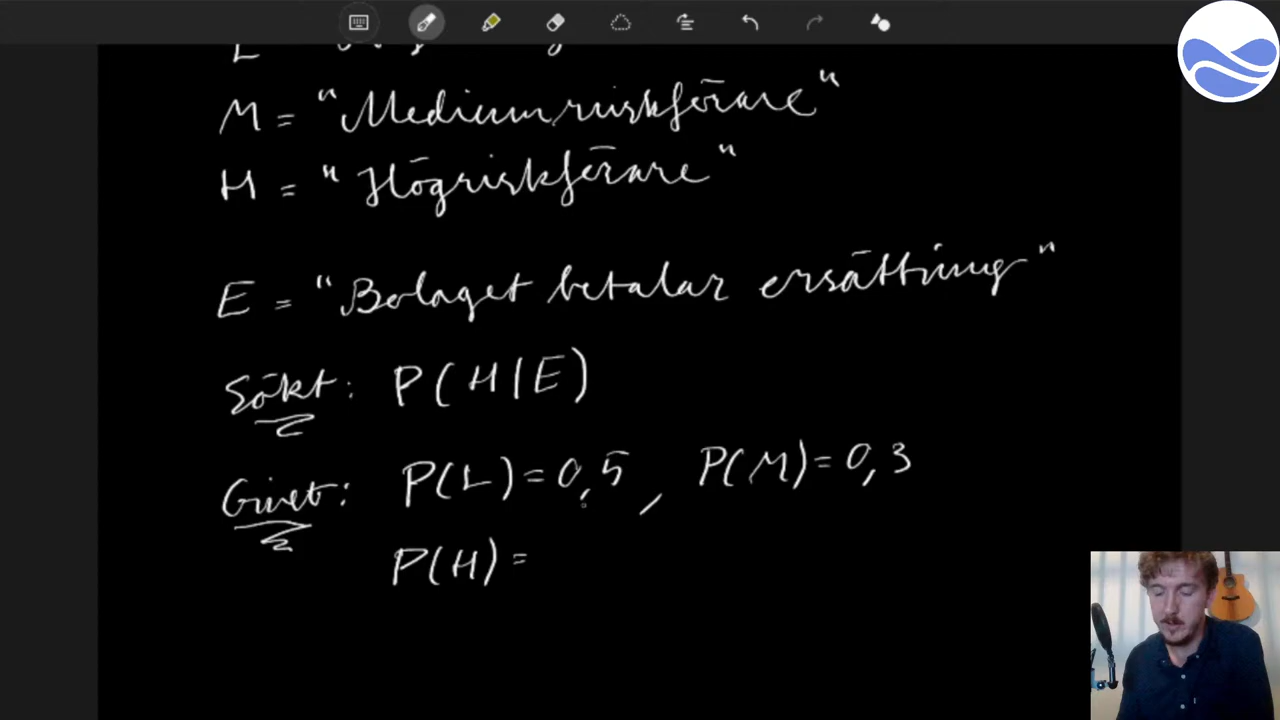 M = "Mediumriskförare"
H = "Högriskförare"
E = "Bolaget betalar ersättning"
Sökt: P(H|E)
Givet: P(L) = 0,5, P(M) = 0,3
P(H) =